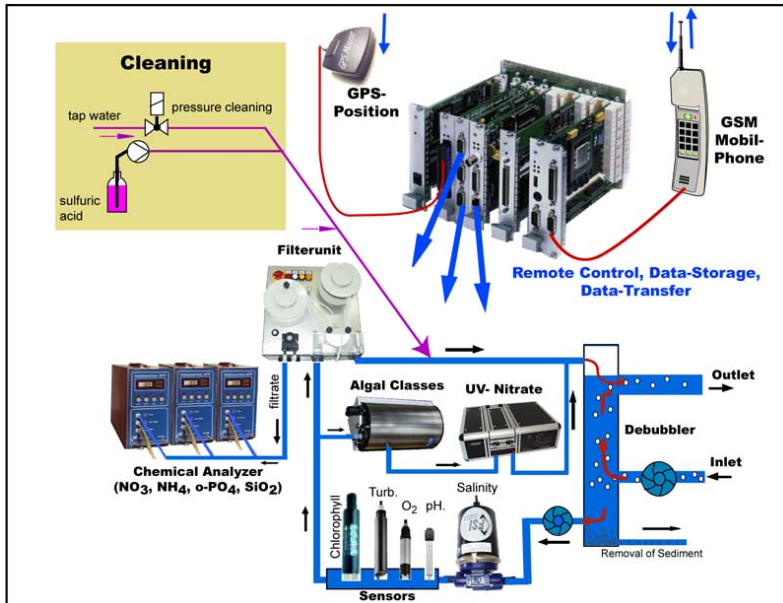 Cleaning
pressure cleaning
tap water
sulfuric
acid
GPS-
Position
GSM
Mobil-
Phone
Remote Control, Data-Storage,
Data-Transfer
Filterunit
filtrate
Algal Classes
UV- Nitrate
Outlet
Debubbler
Inlet
Chemical Analyzer
(NO3, NH4, o-PO4, SiO2)
Chlorophyll
Turb.
O2
pH.
Salinity
Removal of Sediment
Sensors